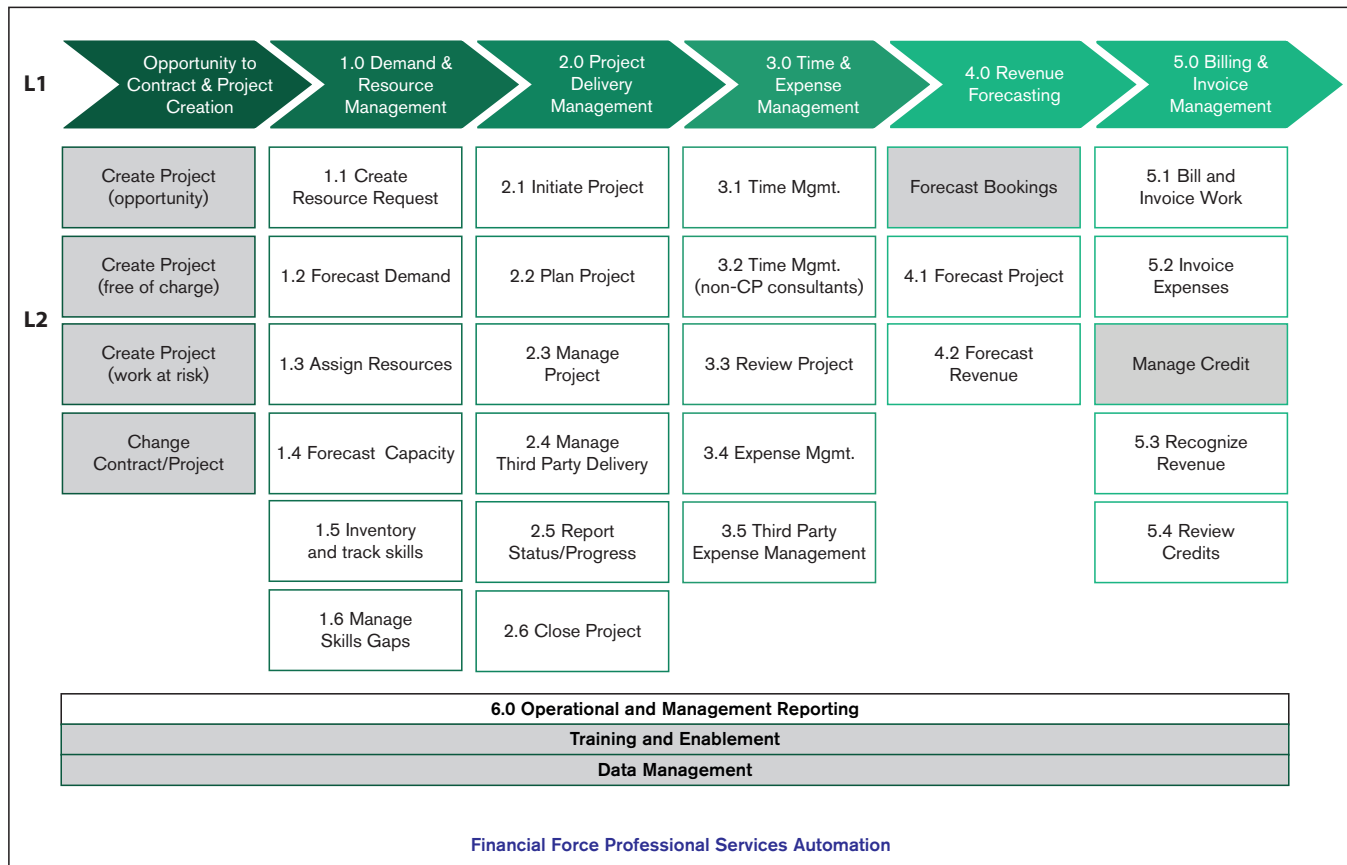 L1
Opportunity to
Contract & Project
Creation
1.0 Demand &
Resource
Management
2.0 Project
Delivery
Management
3.0 Time &
Expense
Management
4.0 Revenue
Forecasting
5.0 Billing &
Invoice
Management
L2
Create Project
(opportunity)
Create Project
(free of charge)
Create Project
(work at risk)
Change
Contract/Project
1.1 Create
Resource Request
1.2 Forecast Demand
1.3 Assign Resources
1.4 Forecast Capacity
1.5 Inventory
and track skills
1.6 Manage
Skills Gaps
2.1 Initiate Project
2.2 Plan Project
2.3 Manage
Project
2.4 Manage
Third Party Delivery
2.5 Report
Status/Progress
2.6 Close Project
3.1 Time Mgmt.
3.2 Time Mgmt.
(non-CP consultants)
3.3 Review Project
3.4 Expense Mgmt.
3.5 Third Party
Expense Management
Forecast Bookings
4.1 Forecast Project
4.2 Forecast
Revenue
5.1 Bill and
Invoice Work
5.2 Invoice
Expenses
Manage Credit
5.3 Recognize
Revenue
5.4 Review
Credits
6.0 Operational and Management Reporting
Training and Enablement
Data Management
Financial Force Professional Services Automation